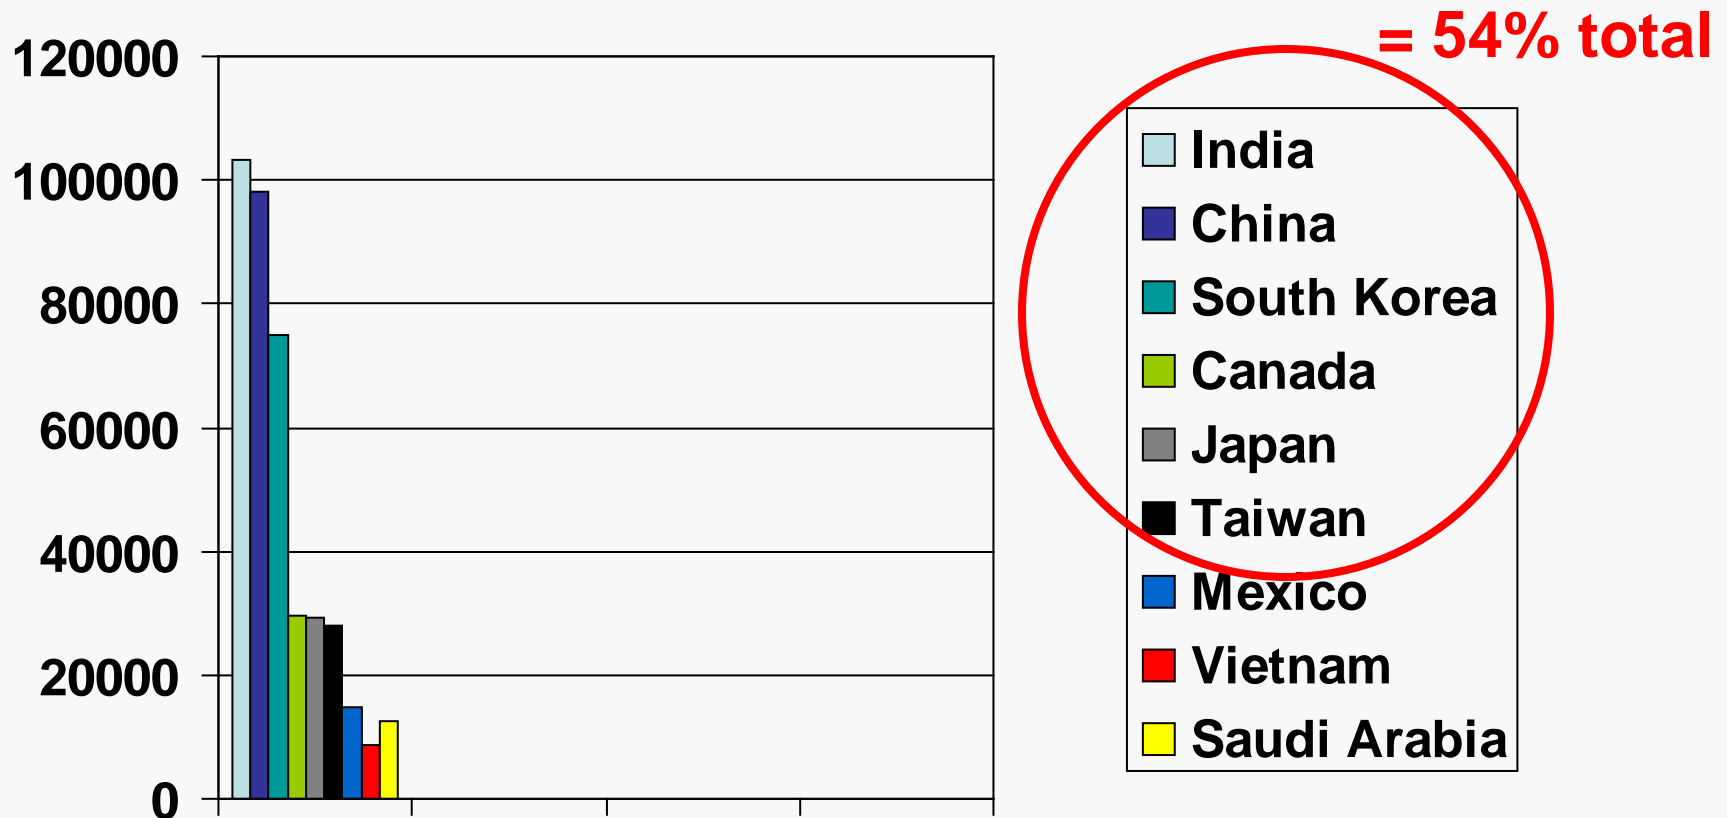 = 54% total
120000
100000
80000
60000
40000
20000
0
India
China
South Korea
Canada
Japan
Taiwan
Mexico
Vietnam
Saudi Arabia